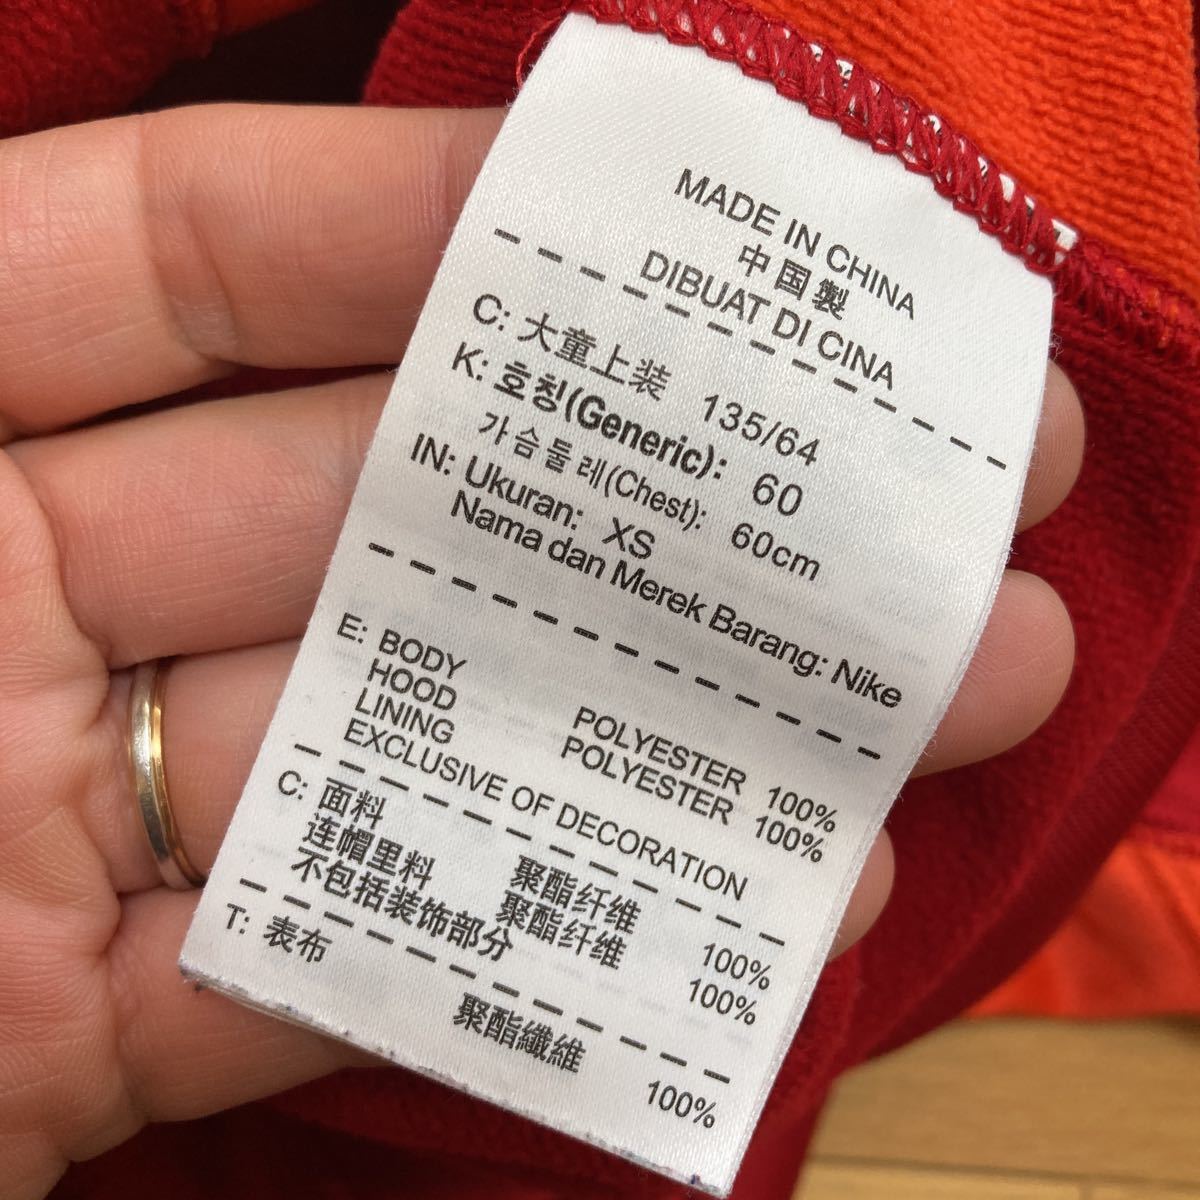 MADE IN CHINA
中国製
DIBUAT DI CINA
C: 大童上装 135/64
K: 호칭(Generic): 60
가슴둘레(Chest): 60cm
IN: Ukuran: XS
Nama dan Merek Barang: Nike
E: BODY POLYESTER 100%
HOOD
LINING POLYESTER 100%
EXCLUSIVE OF DECORATION
C: 面料 聚酯纤维 100%
连帽里料 聚酯纤维 100%
不包括装饰部分
T: 表布 聚酯纖維 100%